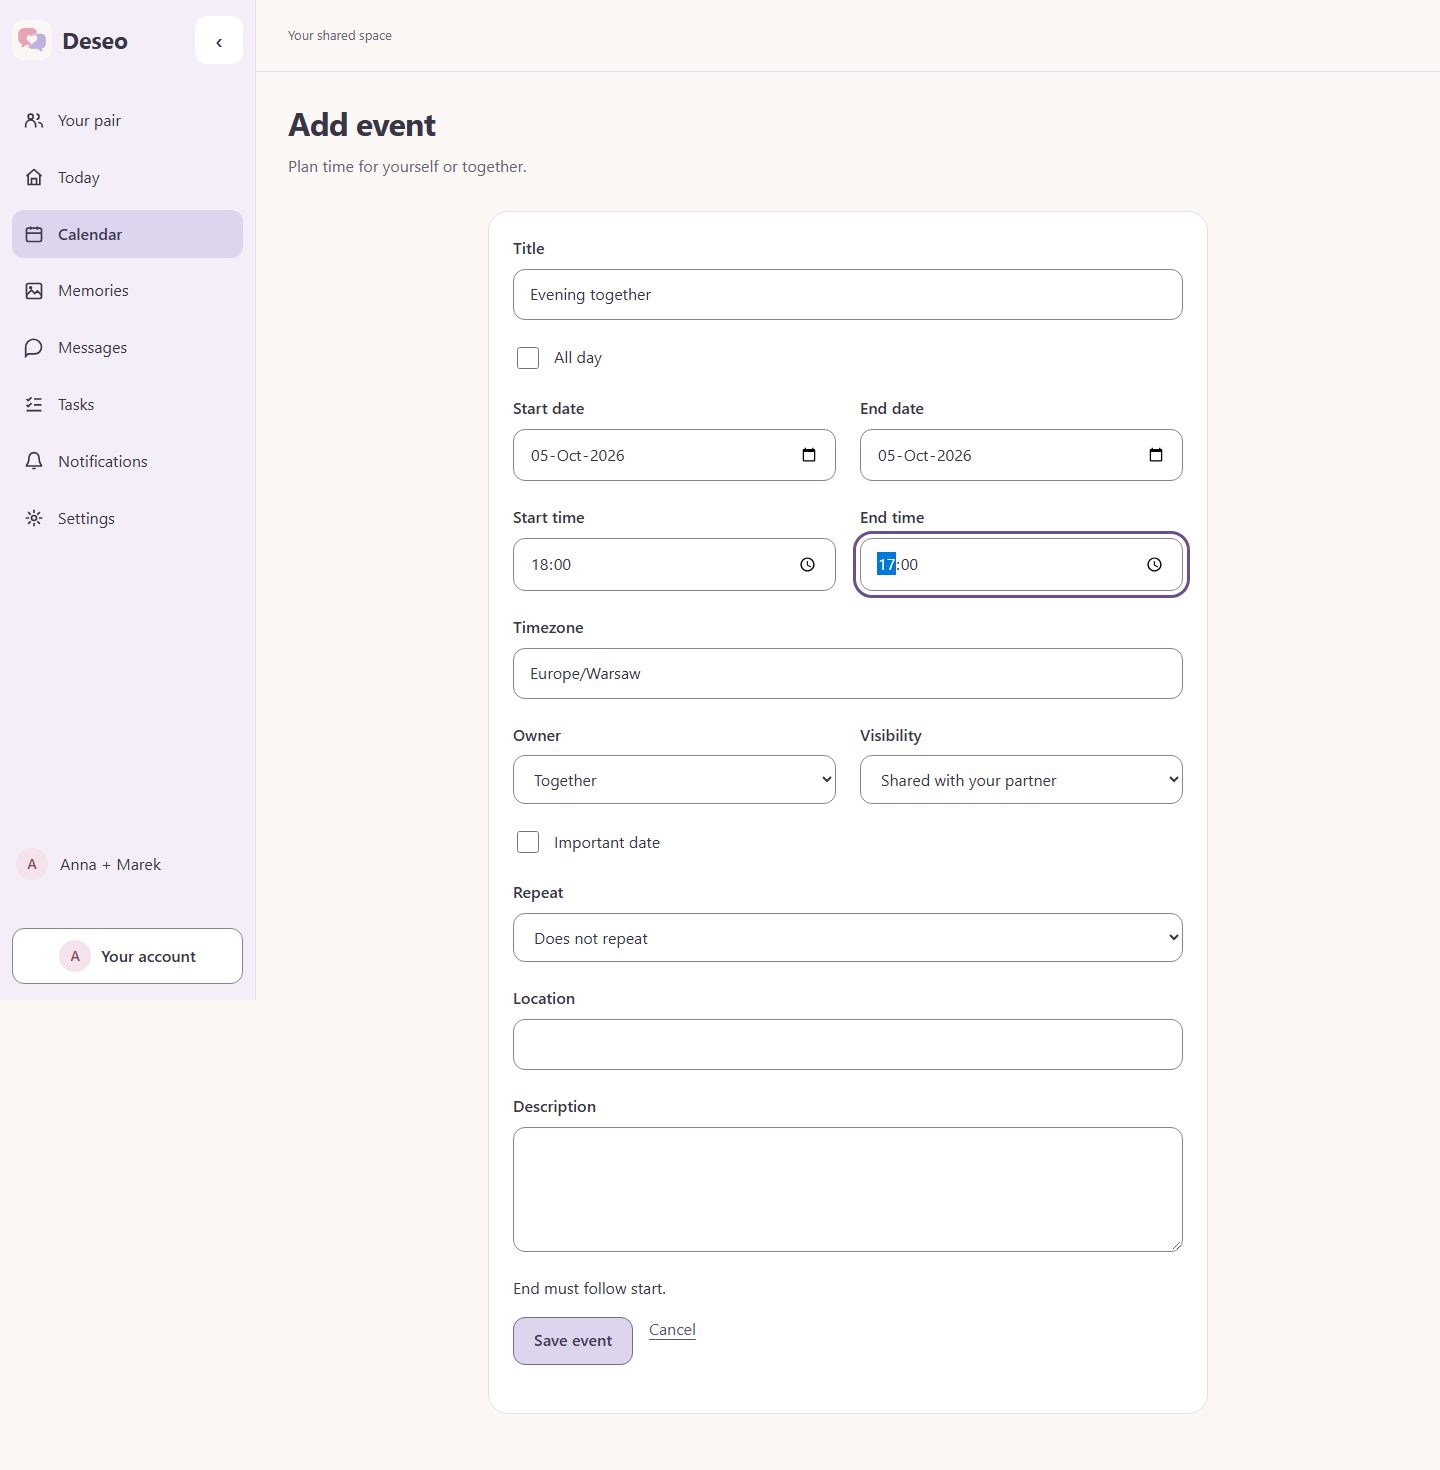 Deseo
‹
Your pair
Today
Calendar
Memories
Messages
Tasks
Notifications
Settings
A Anna + Marek
A Your account
Your shared space
Add event
Plan time for yourself or together.
Title
Evening together
All day
Start date End date
05-Oct-2026 05-Oct-2026
Start time End time
18:00 17:00
Timezone
Europe/Warsaw
Owner Visibility
Together Shared with your partner
Important date
Repeat
Does not repeat
Location
Description
End must follow start.
Save event Cancel